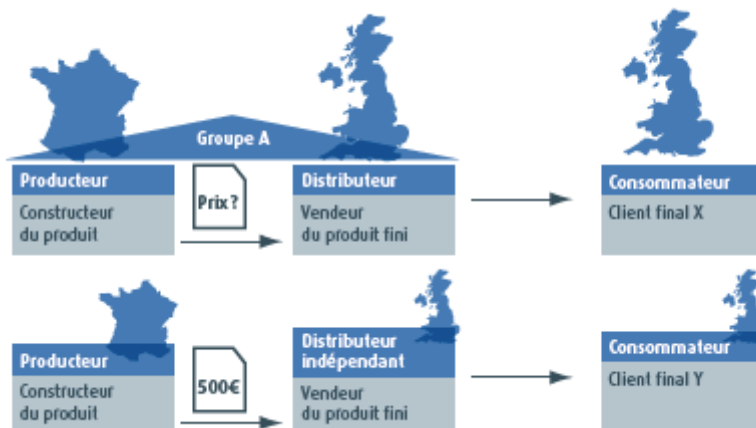 Groupe A
Producteur
Constructeur
du produit
Prix ?
Distributeur
Vendeur
du produit fini
Consommateur
Client final X
Producteur
Constructeur
du produit
500€
Distributeur
indépendant
Vendeur
du produit fini
Consommateur
Client final Y